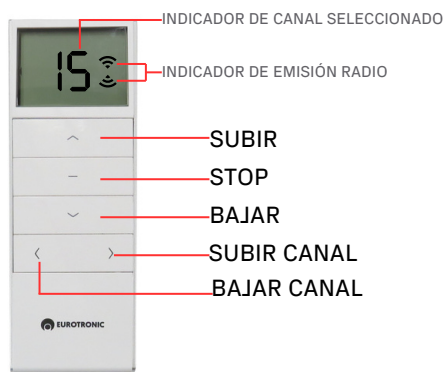 INDICADOR DE CANAL SELECCIONADO
15
INDICADOR DE EMISIÓN RADIO
SUBIR
STOP
BAJAR
SUBIR CANAL
BAJAR CANAL
EUROTRONIC